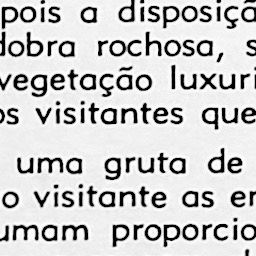 pois a disposiçã
dobra rochosa, s
vegetação luxuri
os visitantes que
uma gruta de
o visitante as en
umam proporcio